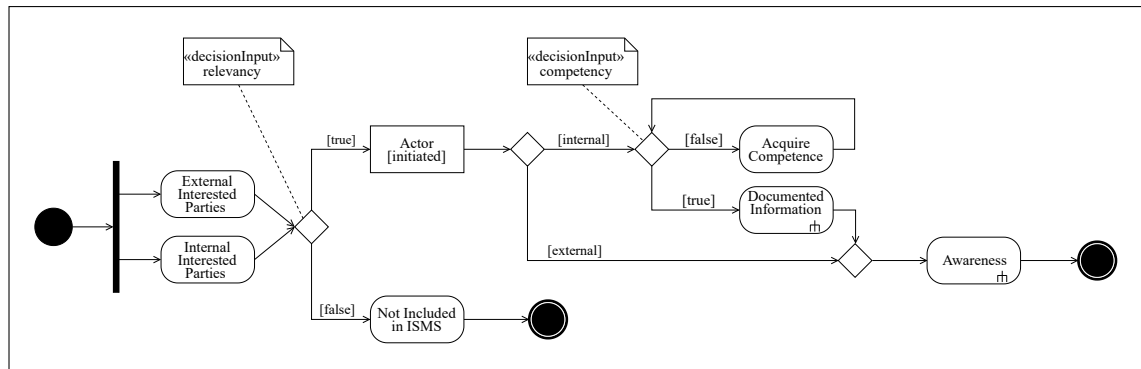 «decisionInput»
relevancy
«decisionInput»
competency
[true]
Actor
[initiated]
[internal]
[false]
Acquire
Competence
External
Interested
Parties
[true]
Documented
Information
Internal
Interested
Parties
[external]
Awareness
[false]
Not Included
in ISMS